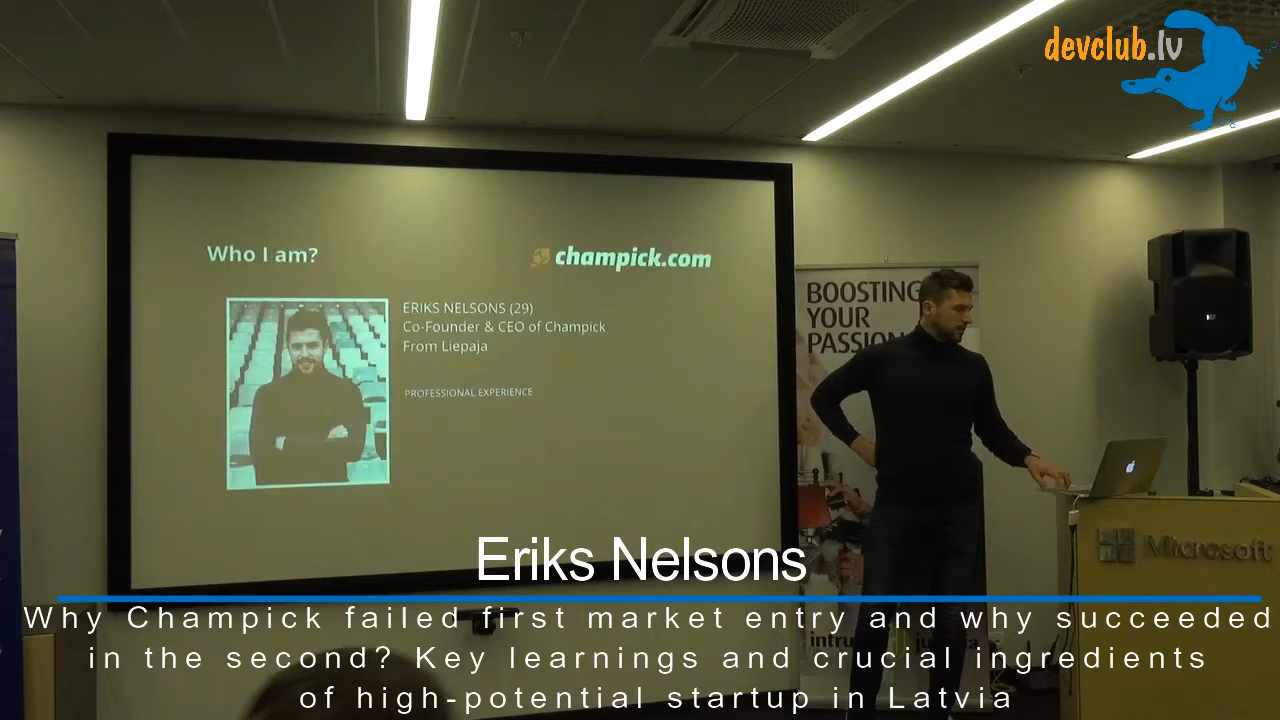 devclub.lv
Who I am?
champick.com
ERIKS NELSONS (29)
Co-Founder & CEO of Champick
From Liepaja
PROFESSIONAL EXPERIENCE
BOOSTING
YOUR
PASSION
Microsoft
Eriks Nelsons
Why Champick failed first market entry and why succeeded
in the second? Key learnings and crucial ingredients
of high-potential startup in Latvia